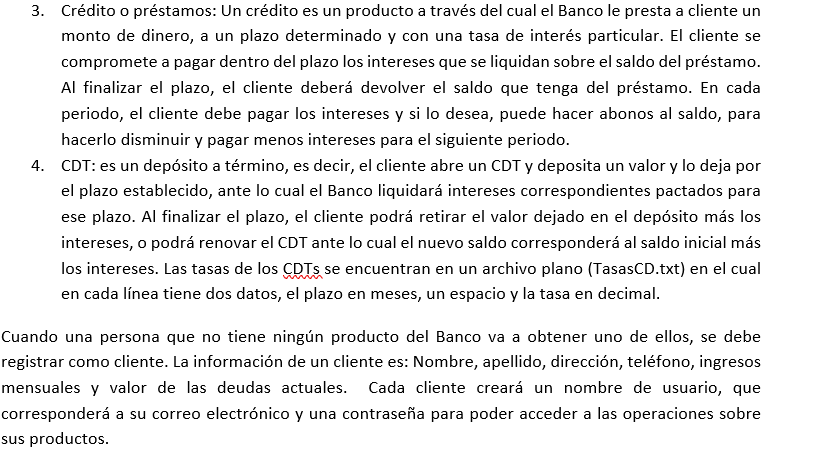 3. Crédito o préstamos: Un crédito es un producto a través del cual el Banco le presta a cliente un
monto de dinero, a un plazo determinado y con una tasa de interés particular. El cliente se
compromete a pagar dentro del plazo los intereses que se liquidan sobre el saldo del préstamo.
Al finalizar el plazo, el cliente deberá devolver el saldo que tenga del préstamo. En cada
periodo, el cliente debe pagar los intereses y si lo desea, puede hacer abonos al saldo, para
hacerlo disminuir y pagar menos intereses para el siguiente periodo.
4. CDT: es un depósito a término, es decir, el cliente abre un CDT y deposita un valor y lo deja por
el plazo establecido, ante lo cual el Banco liquidará intereses correspondientes pactados para
ese plazo. Al finalizar el plazo, el cliente podrá retirar el valor dejado en el depósito más los
intereses, o podrá renovar el CDT ante lo cual el nuevo saldo corresponderá al saldo inicial más
los intereses. Las tasas de los CDTs se encuentran en un archivo plano (TasasCD.txt) en el cual
en cada línea tiene dos datos, el plazo en meses, un espacio y la tasa en decimal.
Cuando una persona que no tiene ningún producto del Banco va a obtener uno de ellos, se debe
registrar como cliente. La información de un cliente es: Nombre, apellido, dirección, teléfono, ingresos
mensuales y valor de las deudas actuales. Cada cliente creará un nombre de usuario, que
corresponderá a su correo electrónico y una contraseña para poder acceder a las operaciones sobre
sus productos.